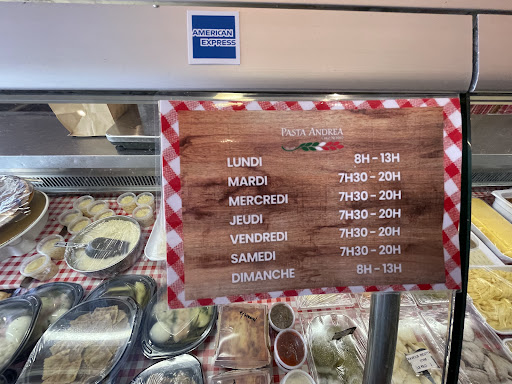 AMERICAN
EXPRESS
PASTA ANDREA
LUNDI 8H - 13H
MARDI 7H30 - 20H
MERCREDI 7H30 - 20H
JEUDI 7H30 - 20H
VENDREDI 7H30 - 20H
SAMEDI 7H30 - 20H
DIMANCHE 8H - 13H